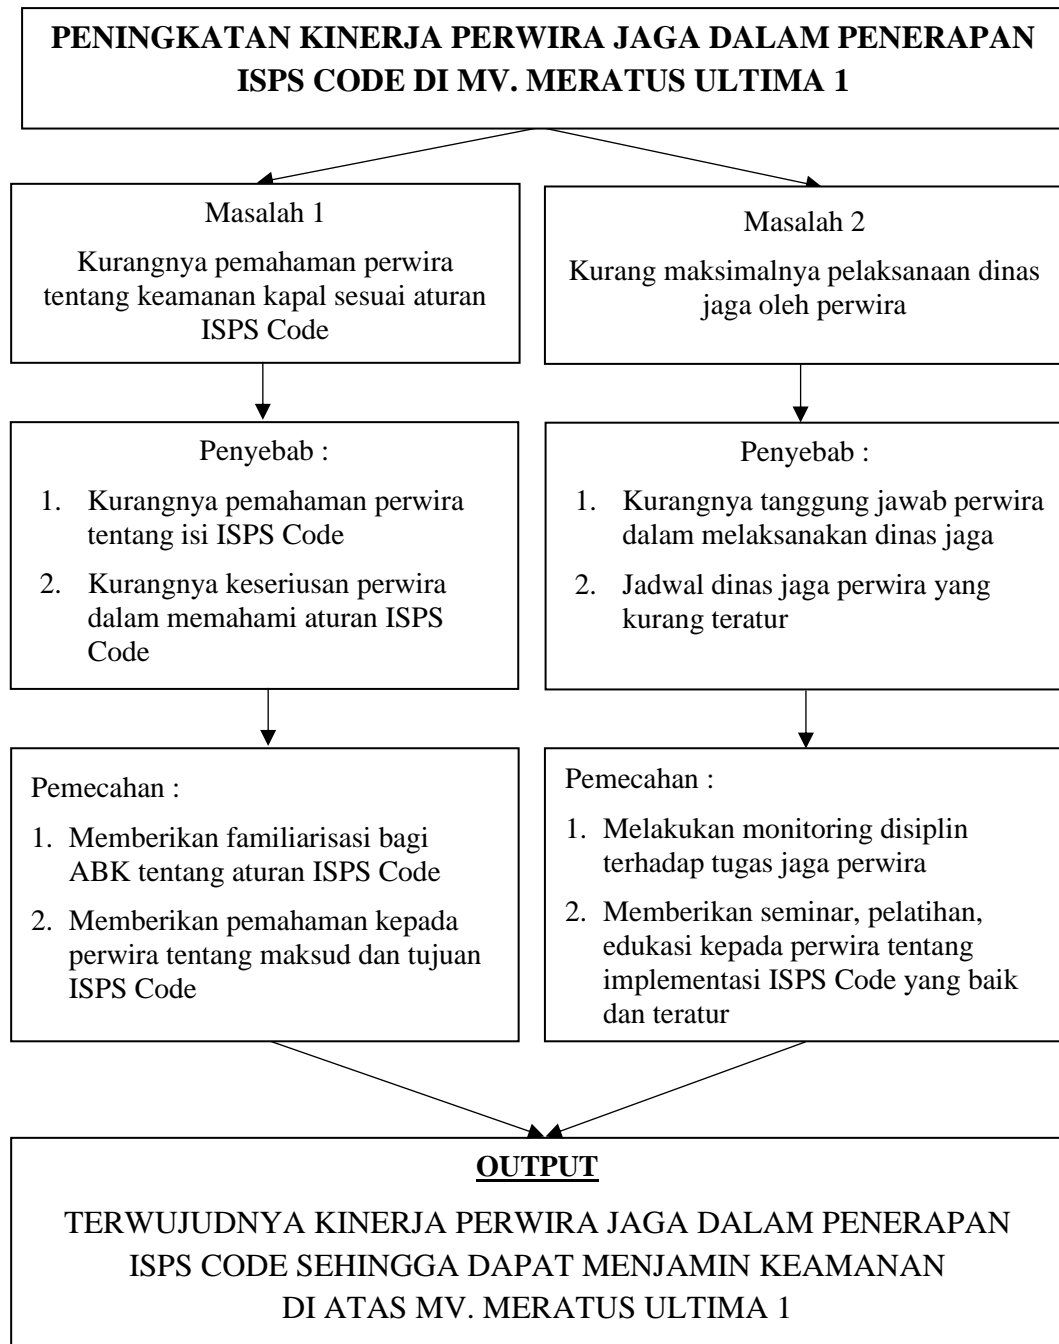 PENINGKATAN KINERJA PERWIRA JAGA DALAM PENERAPAN
ISPS CODE DI MV. MERATUS ULTIMA 1
Masalah 1
Kurangnya pemahaman perwira
tentang keamanan kapal sesuai aturan
ISPS Code
Masalah 2
Kurang maksimalnya pelaksanaan dinas
jaga oleh perwira
Penyebab :
1. Kurangnya pemahaman perwira
tentang isi ISPS Code
2. Kurangnya keseriusan perwira
dalam memahami aturan ISPS
Code
Penyebab :
1. Kurangnya tanggung jawab perwira
dalam melaksanakan dinas jaga
2. Jadwal dinas jaga perwira yang
kurang teratur
Pemecahan :
1. Memberikan familiarisasi bagi
ABK tentang aturan ISPS Code
2. Memberikan pemahaman kepada
perwira tentang maksud dan tujuan
ISPS Code
Pemecahan :
1. Melakukan monitoring disiplin
terhadap tugas jaga perwira
2. Memberikan seminar, pelatihan,
edukasi kepada perwira tentang
implementasi ISPS Code yang baik
dan teratur
OUTPUT
TERWUJUDNYA KINERJA PERWIRA JAGA DALAM PENERAPAN
ISPS CODE SEHINGGA DAPAT MENJAMIN KEAMANAN
DI ATAS MV. MERATUS ULTIMA 1